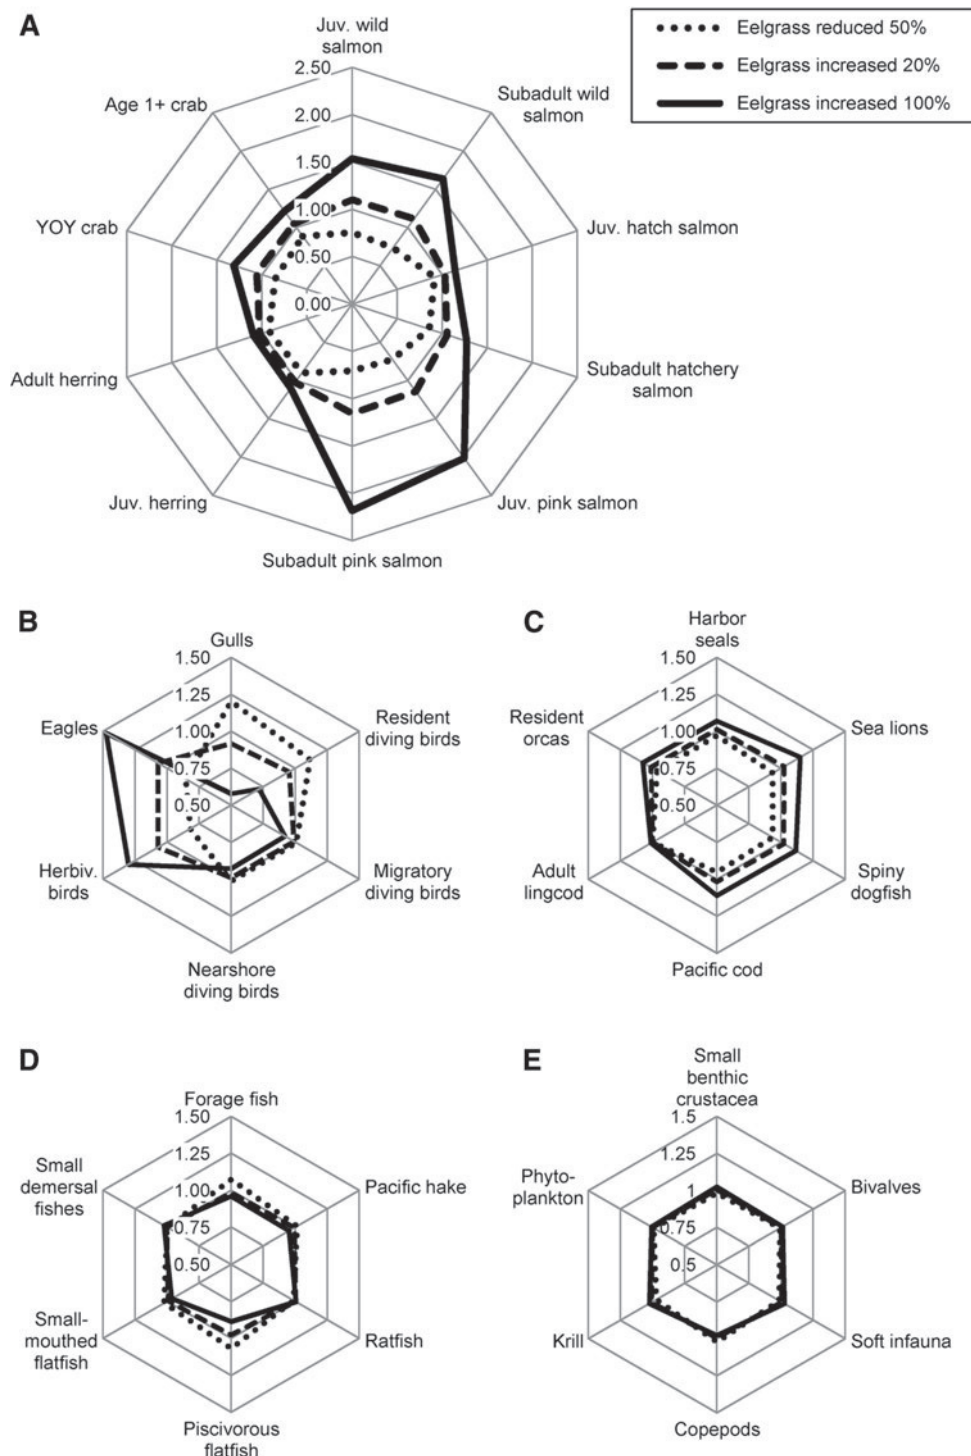 A
Juv. wild
salmon
2.50
2.00
1.50
1.00
0.50
0.00
Subadult wild
salmon
Juv. hatch salmon
Subadult hatchery
salmon
Juv. pink salmon
Subadult pink salmon
Juv. herring
Adult herring
YOY crab
Age 1+ crab
Eelgrass reduced 50%
Eelgrass increased 20%
Eelgrass increased 100%
B
Gulls
1.50
1.25
1.00
0.75
0.50
Resident
diving birds
Migratory
diving birds
Nearshore
diving birds
Herbiv.
birds
Eagles
C
Harbor
seals
1.50
1.25
1.00
0.75
0.50
Sea lions
Spiny
dogfish
Pacific cod
Adult
lingcod
Resident
orcas
D
Forage fish
1.50
1.25
1.00
0.75
0.50
Pacific hake
Ratfish
Piscivorous
flatfish
Small-
mouthed
flatfish
Small
demersal
fishes
E
Small
benthic
crustacea
1.5
1.25
1
0.75
0.5
Bivalves
Soft infauna
Copepods
Krill
Phyto-
plankton